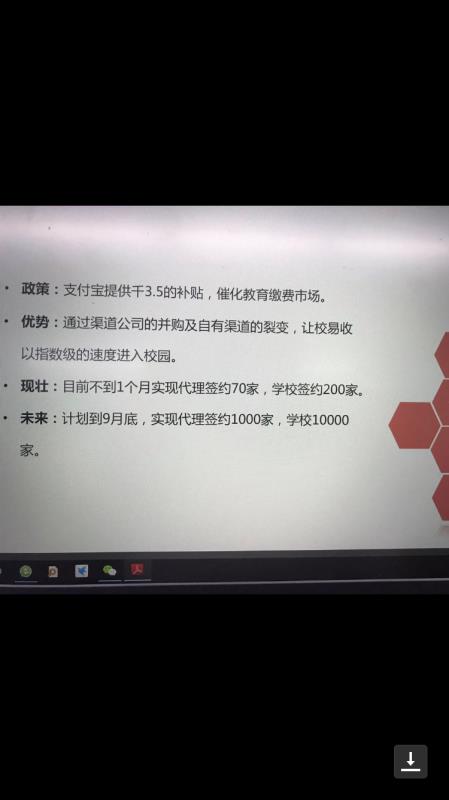 • 政策：支付宝提供千3.5的补贴，催化教育缴费市场。
• 优势：通过渠道公司的并购及自有渠道的裂变，让校易收
以指数级的速度进入校园。
• 现壮：目前不到1个月实现代理签约70家，学校签约200家。
• 未来：计划到9月底，实现代理签约1000家，学校10000
家。